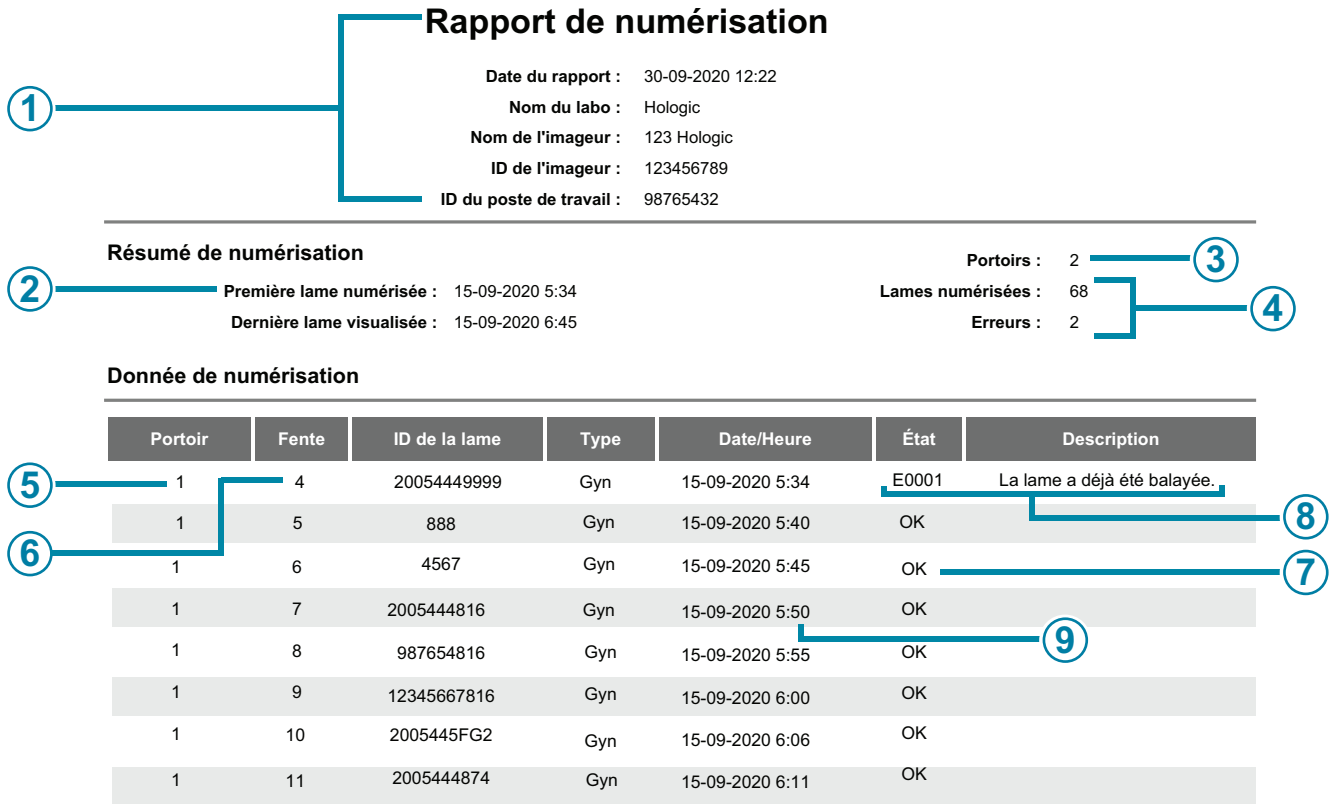 Rapport de numérisation
1
Date du rapport : 30-09-2020 12:22
Nom du labo : Hologic
Nom de l'imageur : 123 Hologic
ID de l'imageur : 123456789
ID du poste de travail : 98765432
Résumé de numérisation
Portoirs : 2 3
2 Première lame numérisée : 15-09-2020 5:34 Lames numérisées : 68
4
Dernière lame visualisée : 15-09-2020 6:45 Erreurs : 2
Donnée de numérisation
Portoir Fente ID de la lame Type Date/Heure État Description
5 1 4 20054449999 Gyn 15-09-2020 5:34 E0001 La lame a déjà été balayée.
1 5 888 Gyn 15-09-2020 5:40 OK 8
6 1 6 4567 Gyn 15-09-2020 5:45 OK 7
1 7 2005444816 Gyn 15-09-2020 5:50 OK
9
1 8 987654816 Gyn 15-09-2020 5:55 OK
1 9 12345667816 Gyn 15-09-2020 6:00 OK
1 10 2005445FG2 Gyn 15-09-2020 6:06 OK
1 11 2005444874 Gyn 15-09-2020 6:11 OK